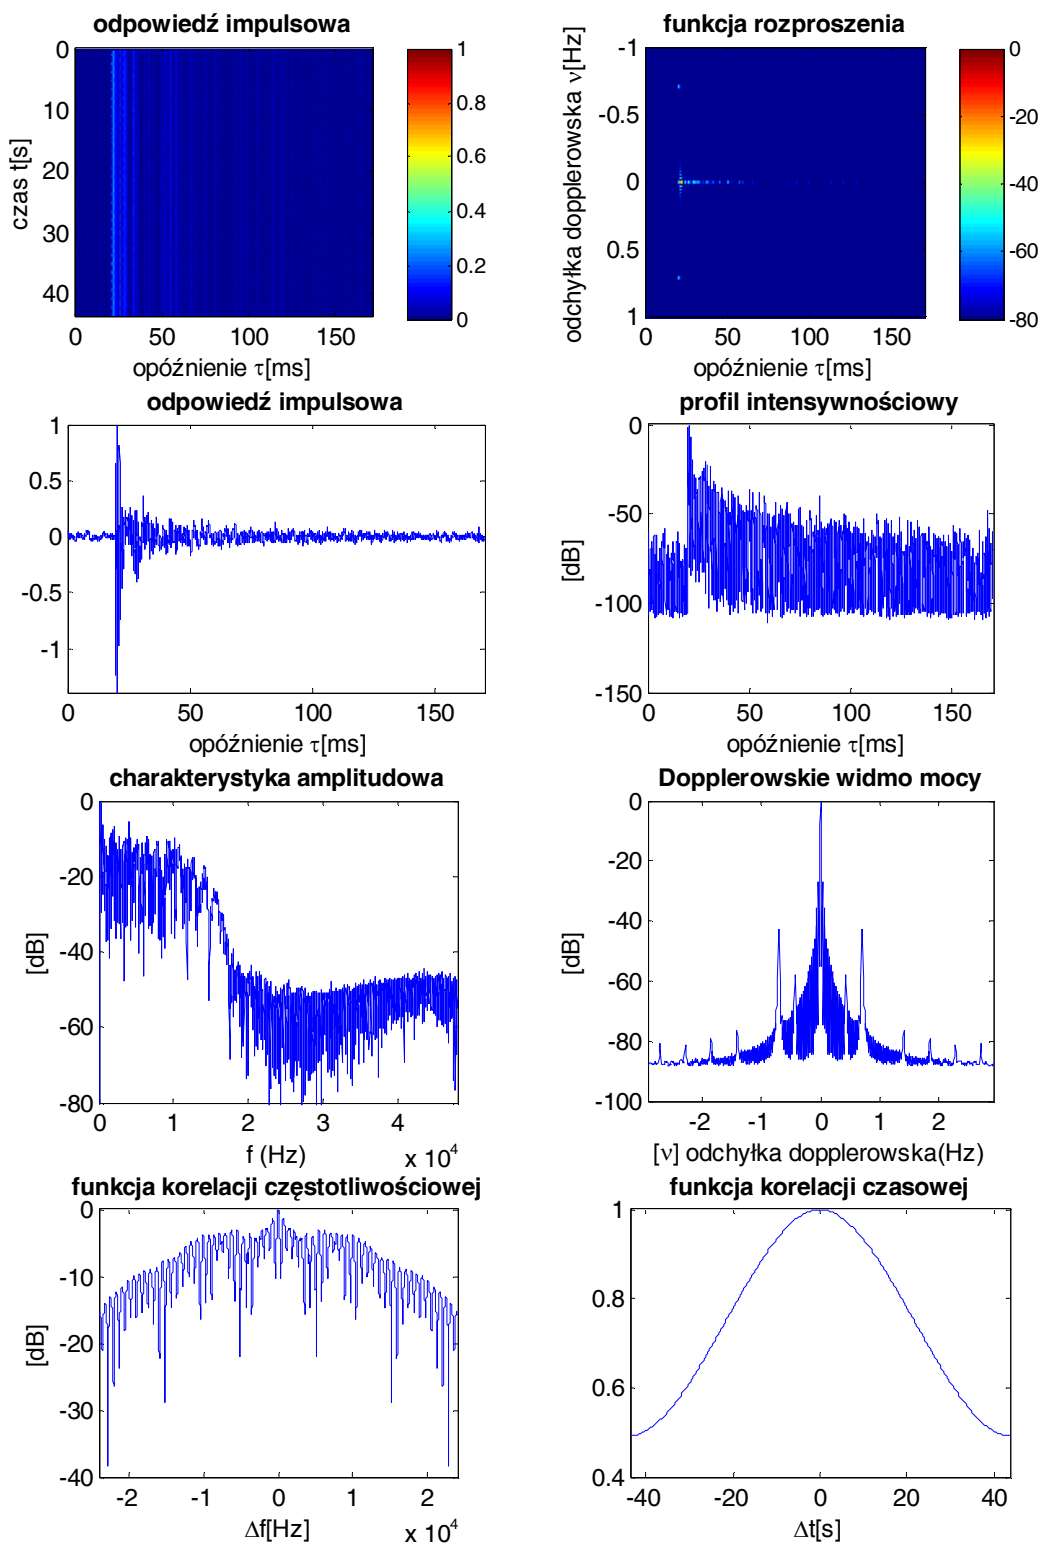 odpowiedź impulsowa
0
10
20
30
40
czas t[s]
0 50 100 150
opóźnienie τ[ms]
1
0.8
0.6
0.4
0.2
0
funkcja rozproszenia
-1
-0.5
0
0.5
1
odchyłka dopplerowska ν[Hz]
0 50 100 150
opóźnienie τ[ms]
0
-20
-40
-60
-80
odpowiedź impulsowa
1
0.5
0
-0.5
-1
0 50 100 150
opóźnienie τ[ms]
profil intensywnościowy
0
-50
-100
-150
[dB]
0 50 100 150
opóźnienie τ[ms]
charakterystyka amplitudowa
0
-20
-40
-60
-80
[dB]
0 1 2 3 4
f (Hz)
x 10^4
Dopplerowskie widmo mocy
0
-20
-40
-60
-80
-100
[dB]
-2 -1 0 1 2
[ν] odchyłka dopplerowska(Hz)
funkcja korelacji częstotliwościowej
0
-10
-20
-30
-40
[dB]
-2 -1 0 1 2
Δf[Hz]
x 10^4
funkcja korelacji czasowej
1
0.8
0.6
0.4
-40 -20 0 20 40
Δt[s]